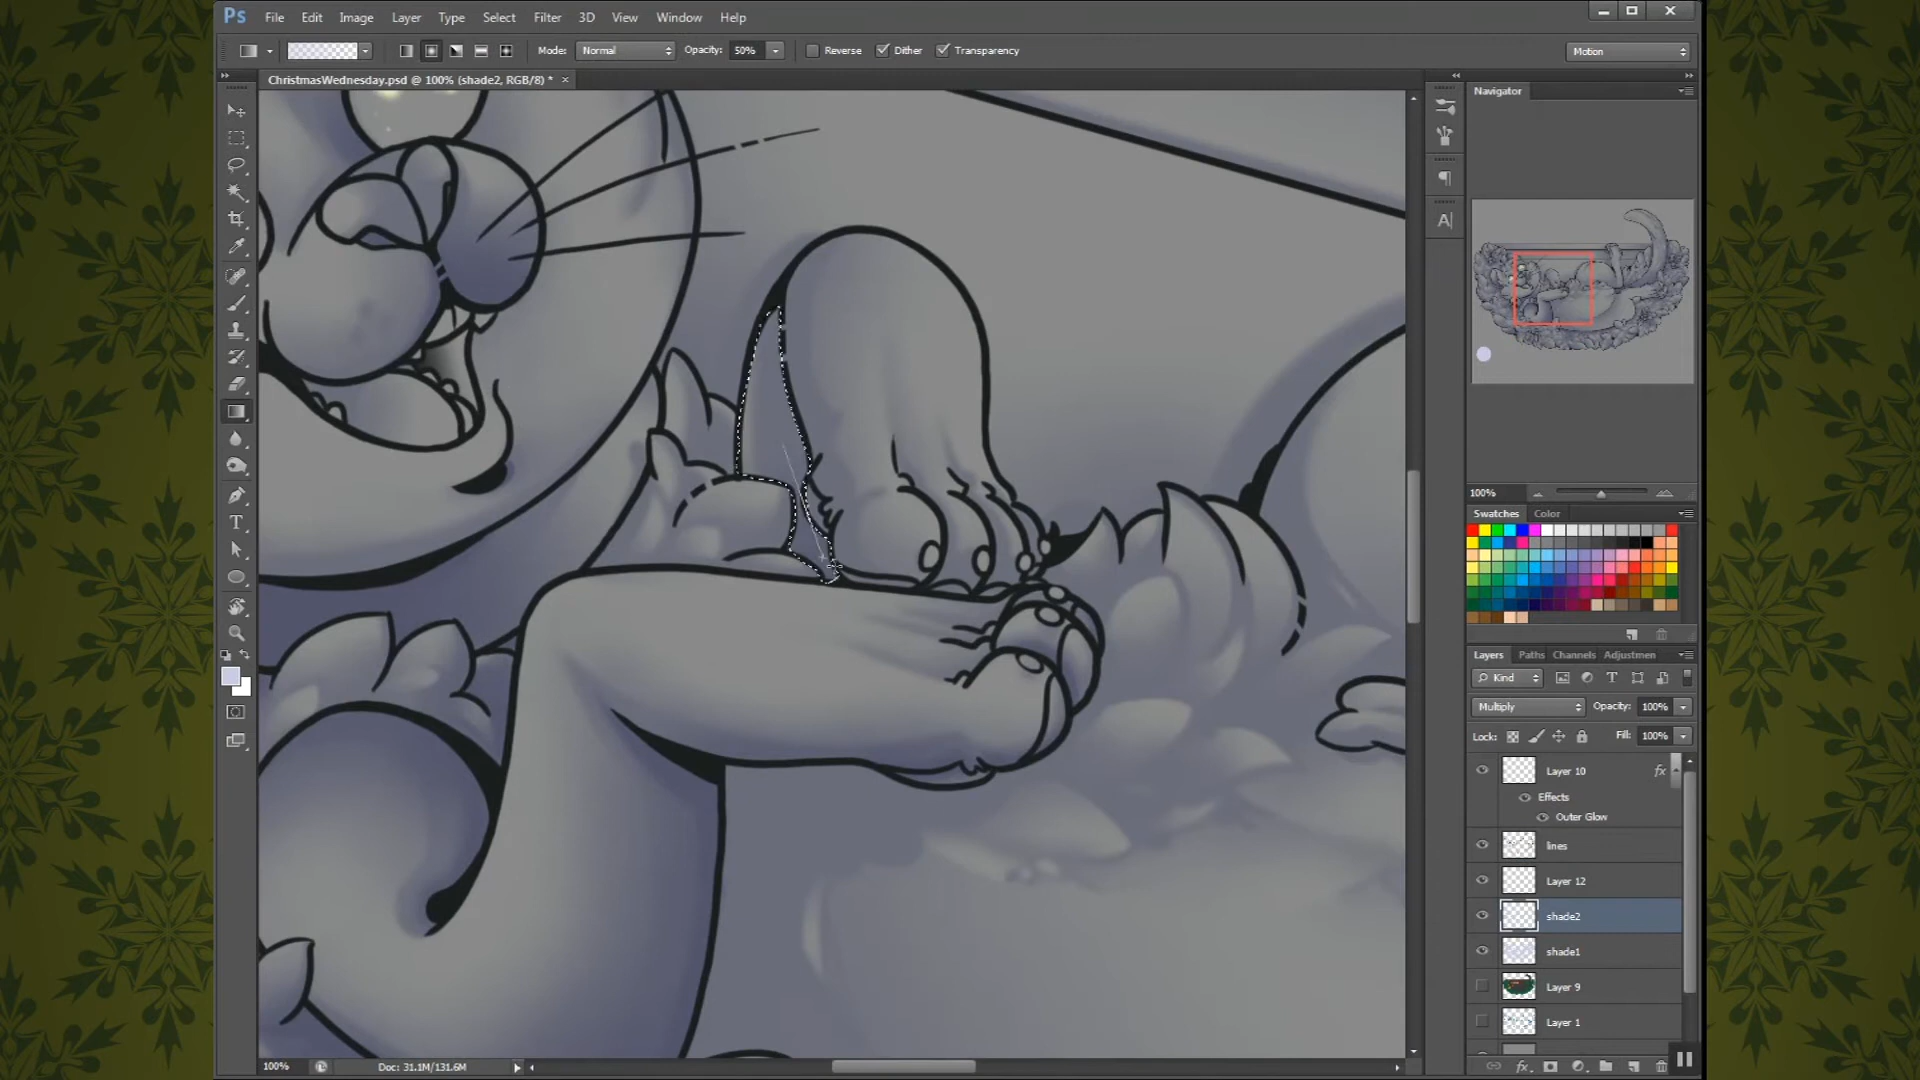 Ps File Edit Image Layer Type Select Filter 3D View Window Help
Mode: Normal Opacity: 50% Reverse Dither Transparency Motion
ChristmasWednesday.psd @ 100% (shade2, RGB/8) *
Navigator
100%
Swatches Color
Layers Paths Channels Adjustmen
Kind
Multiply Opacity: 100%
Lock: Fill: 100%
Layer 10 fx
Effects
Outer Glow
lines
Layer 12
shade2
shade1
Layer 9
Layer 1
100% Doc: 31.1M/131.6M